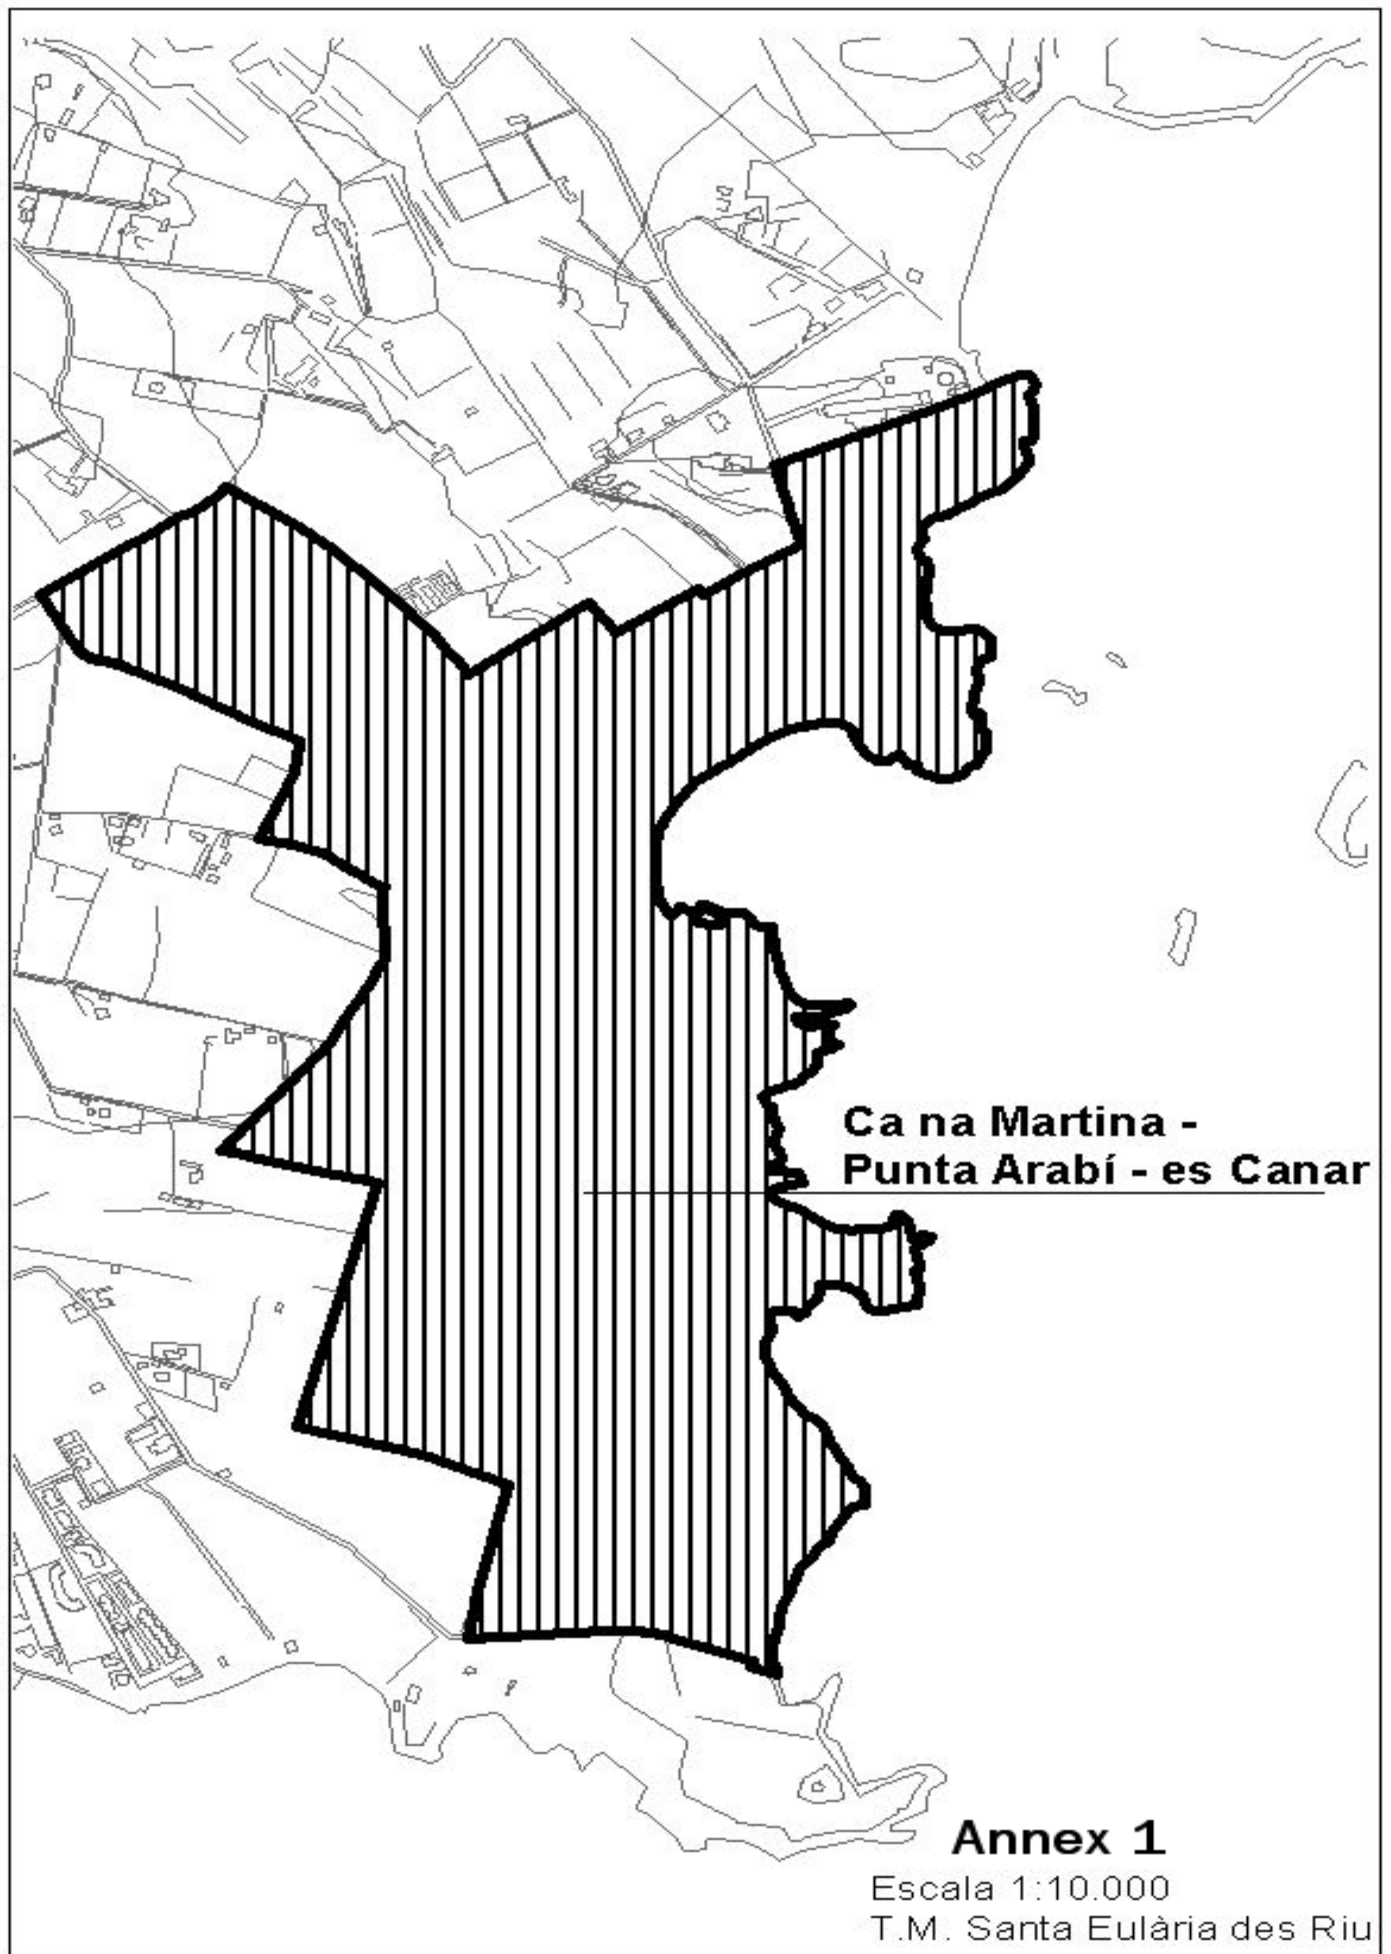 Ca na Martina -
Punta Arabí - es Canar
Annex 1
Escala 1:10.000
T.M. Santa Eulària des Riu